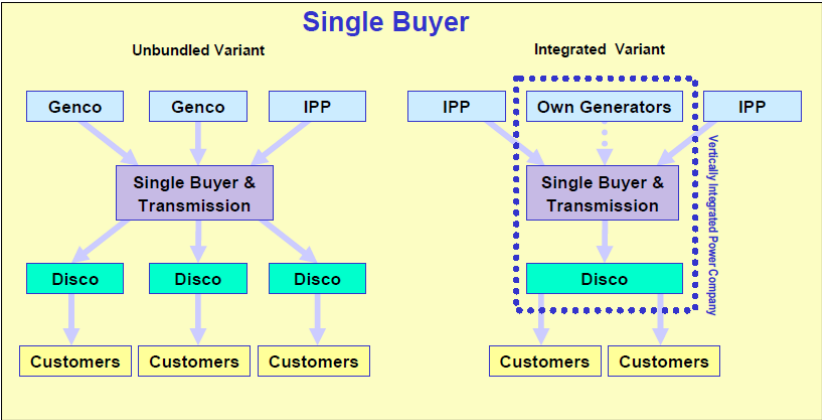 Single Buyer
Unbundled Variant
Integrated Variant
Genco
Genco
IPP
IPP
Own Generators
IPP
Single Buyer &
Transmission
Single Buyer &
Transmission
Vertically Integrated Power Company
Disco
Disco
Disco
Disco
Customers
Customers
Customers
Customers
Customers